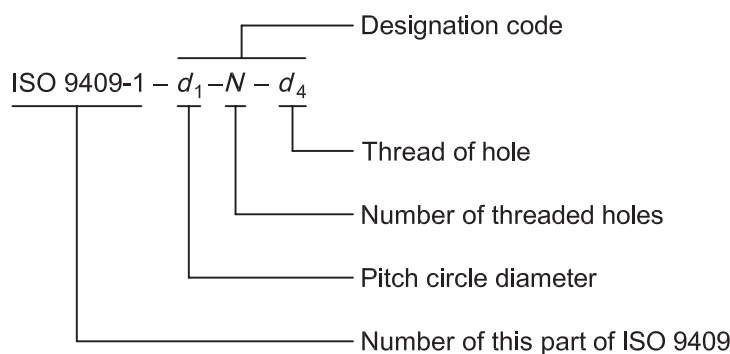 Designation code
ISO 9409-1 – d₁–N – d₄
Thread of hole
Number of threaded holes
Pitch circle diameter
Number of this part of ISO 9409